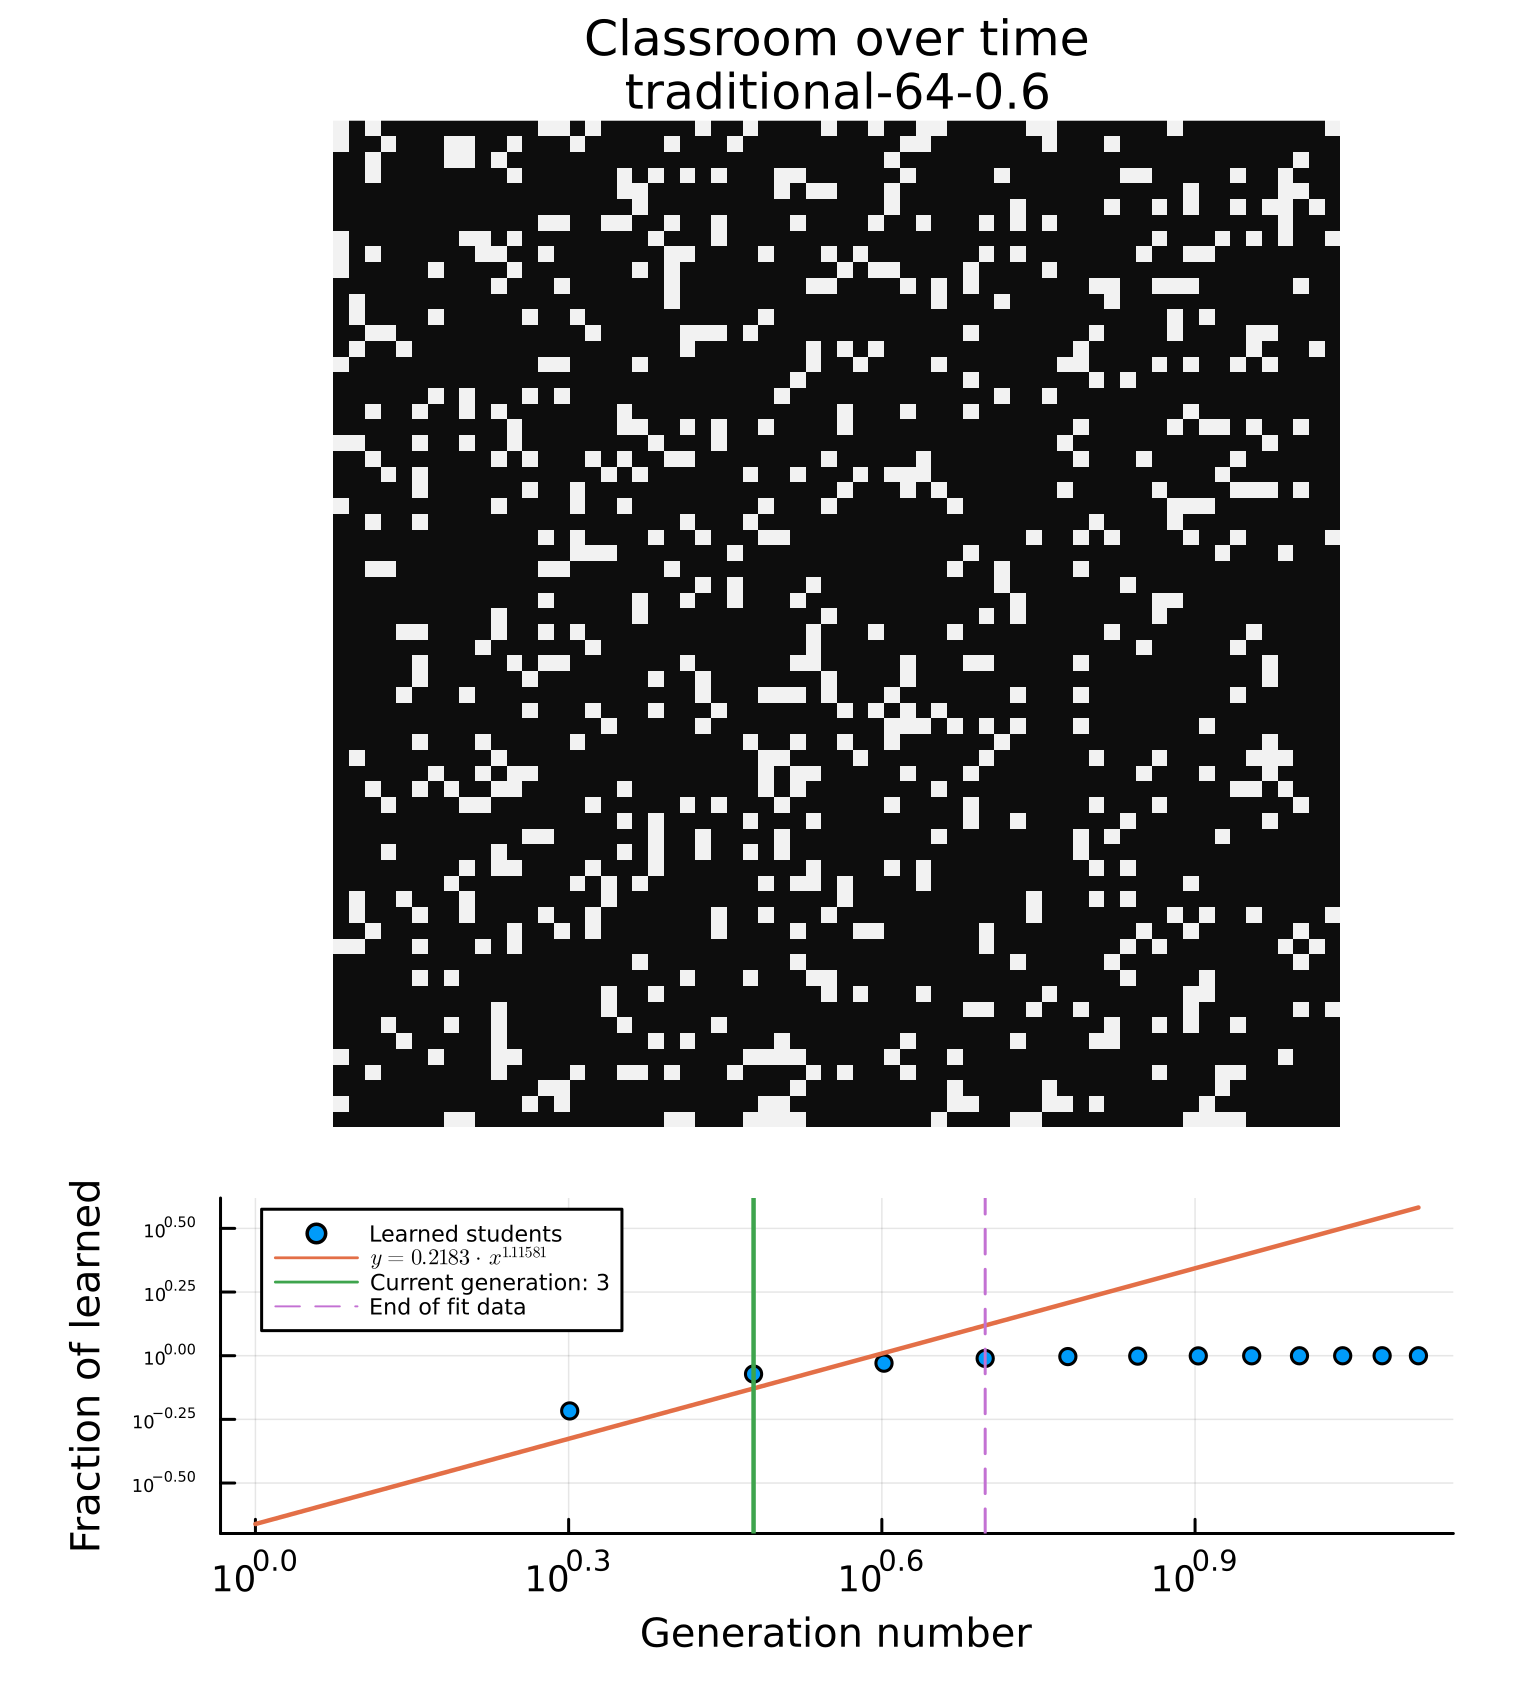 Classroom over time
traditional-64-0.6
Fraction of learned
10^0.50
10^0.25
10^0.00
10^−0.25
10^−0.50
Learned students
y = 0.2183 · x^1.11581
Current generation: 3
End of fit data
10^0.0 10^0.3 10^0.6 10^0.9
Generation number